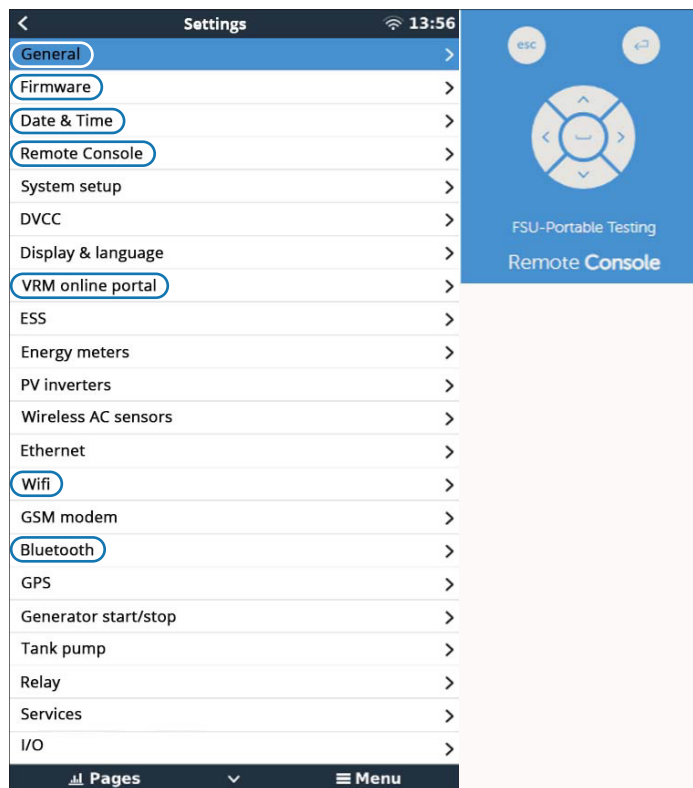 Settings 13:56
General
Firmware
Date & Time
Remote Console
System setup
DVCC
Display & language
VRM online portal
ESS
Energy meters
PV inverters
Wireless AC sensors
Ethernet
Wifi
GSM modem
Bluetooth
GPS
Generator start/stop
Tank pump
Relay
Services
I/O
Pages Menu
esc
FSU-Portable Testing
Remote Console